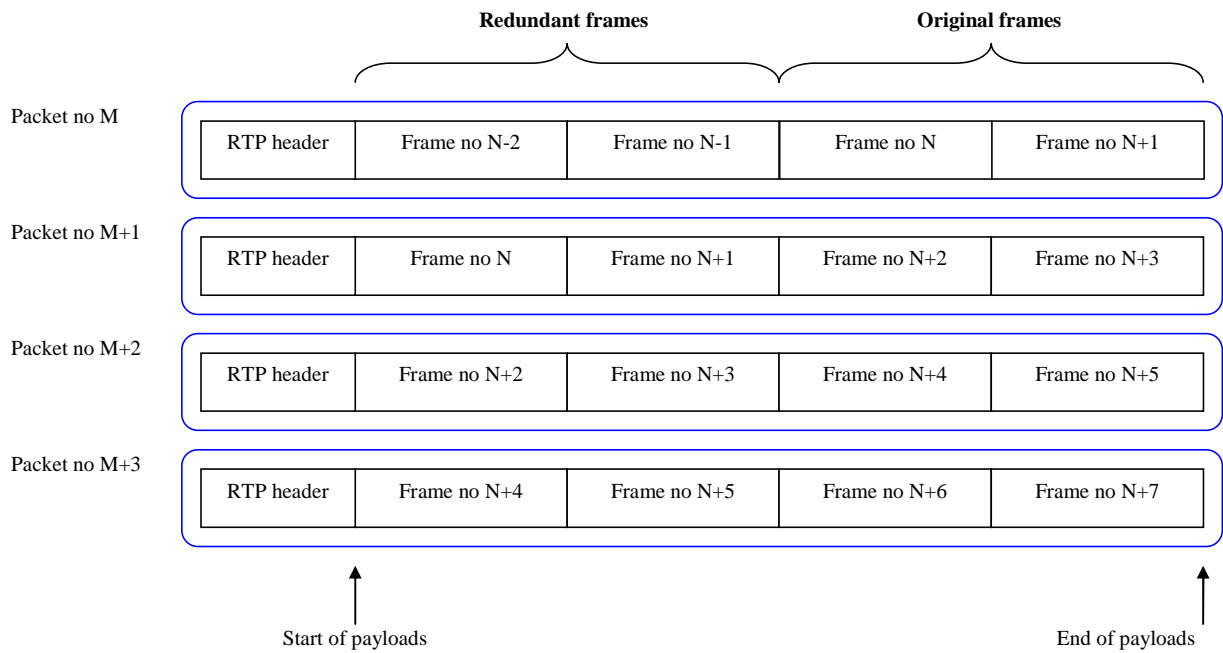 Redundant frames Original frames
Packet no M
RTP header Frame no N-2 Frame no N-1 Frame no N Frame no N+1
Packet no M+1
RTP header Frame no N Frame no N+1 Frame no N+2 Frame no N+3
Packet no M+2
RTP header Frame no N+2 Frame no N+3 Frame no N+4 Frame no N+5
Packet no M+3
RTP header Frame no N+4 Frame no N+5 Frame no N+6 Frame no N+7
Start of payloads End of payloads